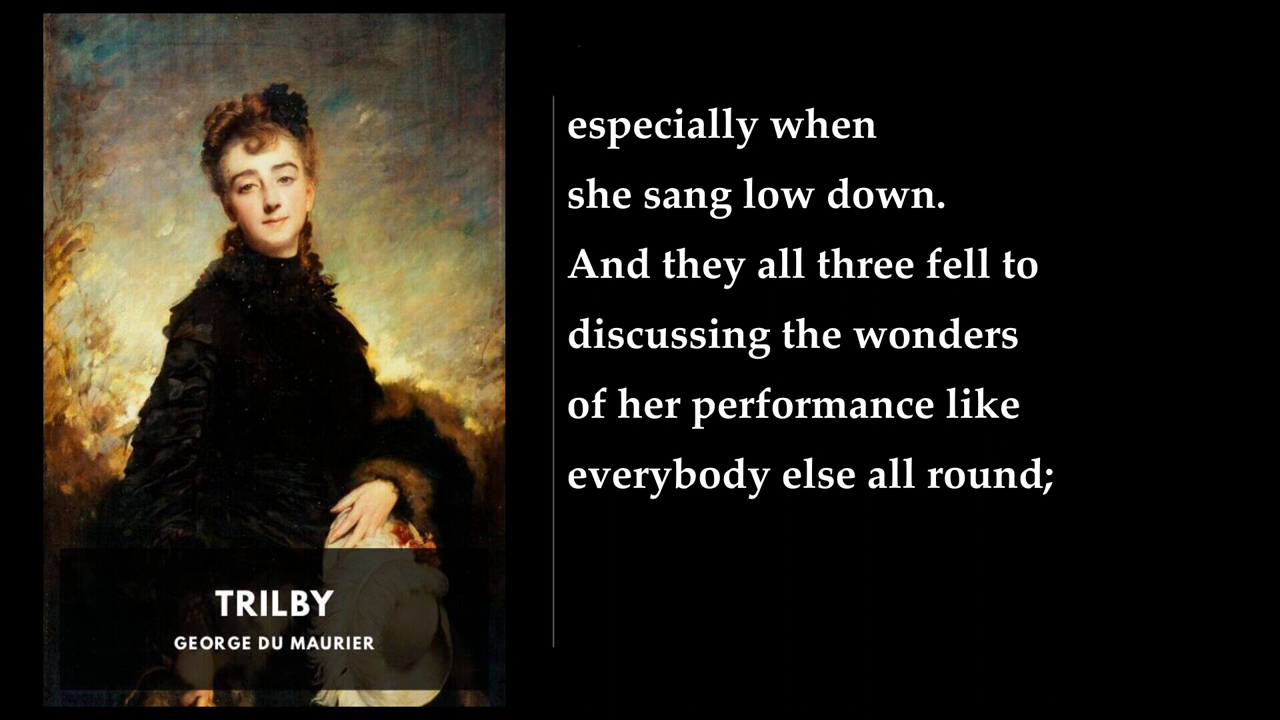 TRILBY
GEORGE DU MAURIER
especially when
she sang low down.
And they all three fell to
discussing the wonders
of her performance like
everybody else all round;